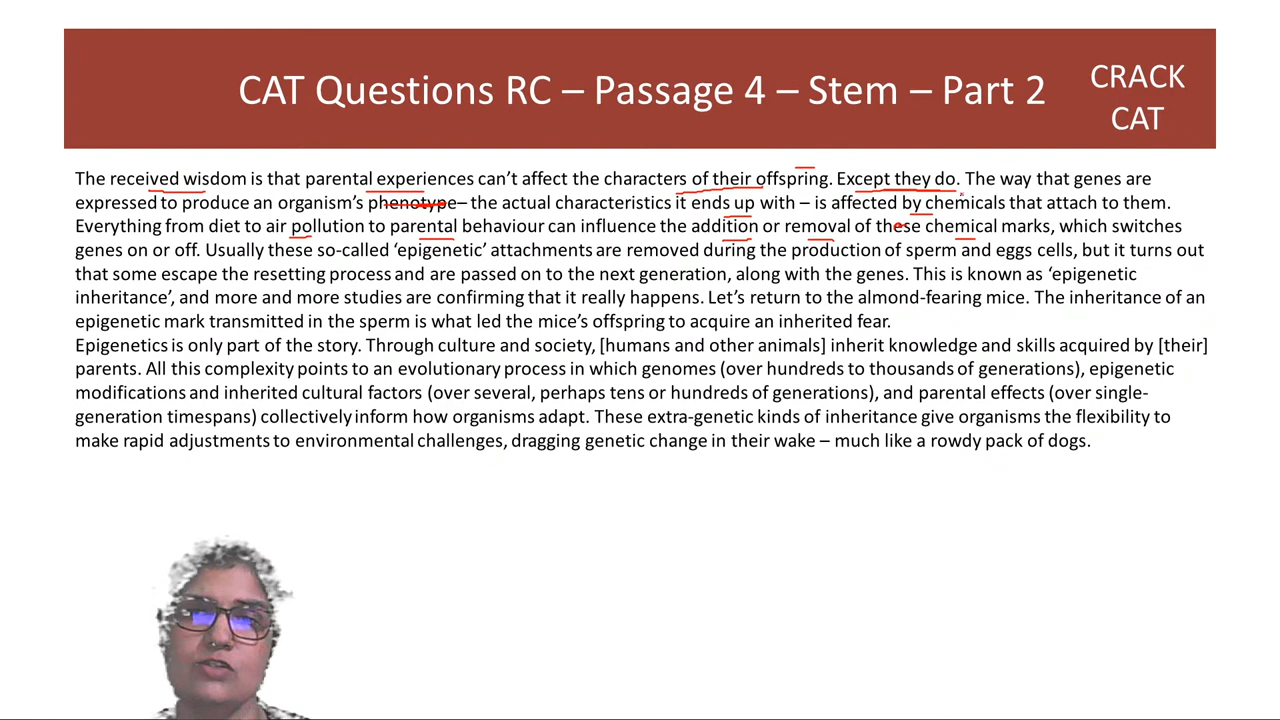 CAT Questions RC – Passage 4 – Stem – Part 2
CRACK
CAT
The received wisdom is that parental experiences can't affect the characters of their offspring. Except they do. The way that genes are
expressed to produce an organism's phenotype– the actual characteristics it ends up with – is affected by chemicals that attach to them.
Everything from diet to air pollution to parental behaviour can influence the addition or removal of these chemical marks, which switches
genes on or off. Usually these so-called 'epigenetic' attachments are removed during the production of sperm and eggs cells, but it turns out
that some escape the resetting process and are passed on to the next generation, along with the genes. This is known as 'epigenetic
inheritance', and more and more studies are confirming that it really happens. Let's return to the almond-fearing mice. The inheritance of an
epigenetic mark transmitted in the sperm is what led the mice's offspring to acquire an inherited fear.
Epigenetics is only part of the story. Through culture and society, [humans and other animals] inherit knowledge and skills acquired by [their]
parents. All this complexity points to an evolutionary process in which genomes (over hundreds to thousands of generations), epigenetic
modifications and inherited cultural factors (over several, perhaps tens or hundreds of generations), and parental effects (over single-
generation timespans) collectively inform how organisms adapt. These extra-genetic kinds of inheritance give organisms the flexibility to
make rapid adjustments to environmental challenges, dragging genetic change in their wake – much like a rowdy pack of dogs.